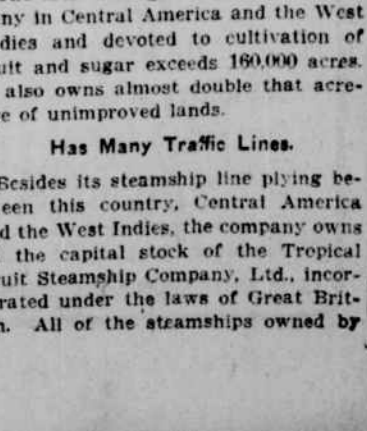 ny in Central America and the West
dies and devoted to cultivation of
uit and sugar exceeds 160,000 acres.
also owns almost double that acre-
e of unimproved lands.
Has Many Traffic Lines.
Besides its steamship line plying be-
een this country, Central America
d the West Indies, the company owns
the capital stock of the Tropical
uit Steamship Company, Ltd., incor-
rated under the laws of Great Brit-
n. All of the steamships owned by